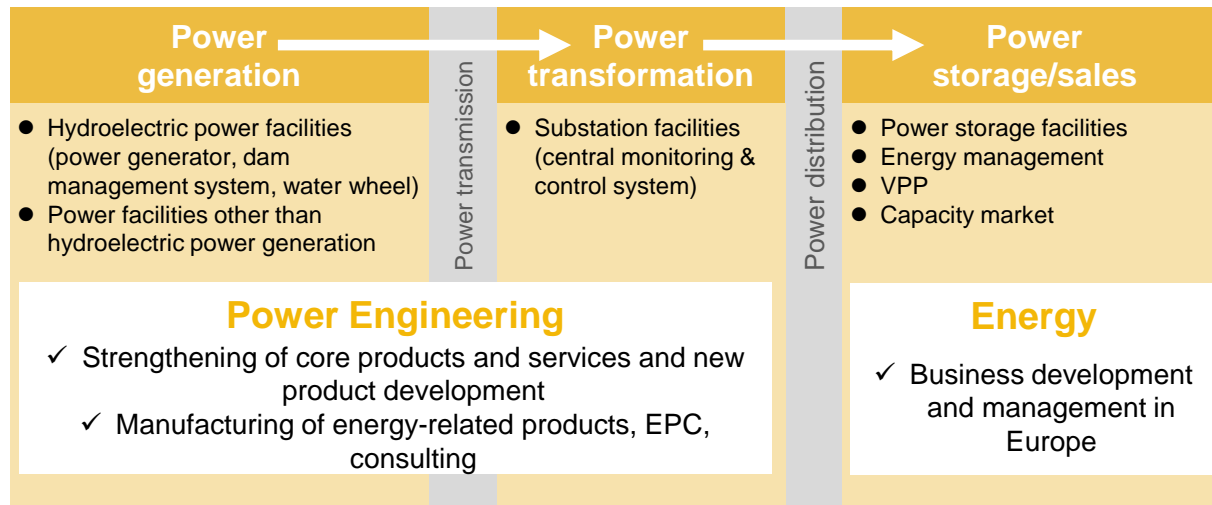 Power
generation
Power transmission
Power
transformation
Power distribution
Power
storage/sales
● Hydroelectric power facilities
(power generator, dam
management system, water wheel)
● Power facilities other than
hydroelectric power generation
● Substation facilities
(central monitoring &
control system)
● Power storage facilities
● Energy management
● VPP
● Capacity market
Power Engineering
✓ Strengthening of core products and services and new
product development
✓ Manufacturing of energy-related products, EPC,
consulting
Energy
✓ Business development
and management in
Europe